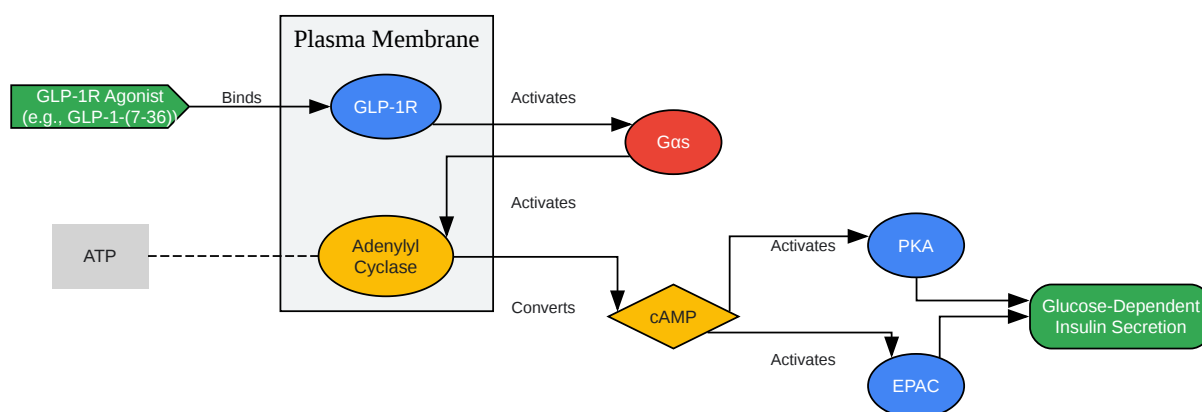 Plasma Membrane
GLP-1R Agonist
(e.g., GLP-1-(7-36))
Binds
GLP-1R
Activates
Gαs
Activates
ATP
Adenylyl
Cyclase
Converts
cAMP
Activates
PKA
Activates
EPAC
Glucose-Dependent
Insulin Secretion